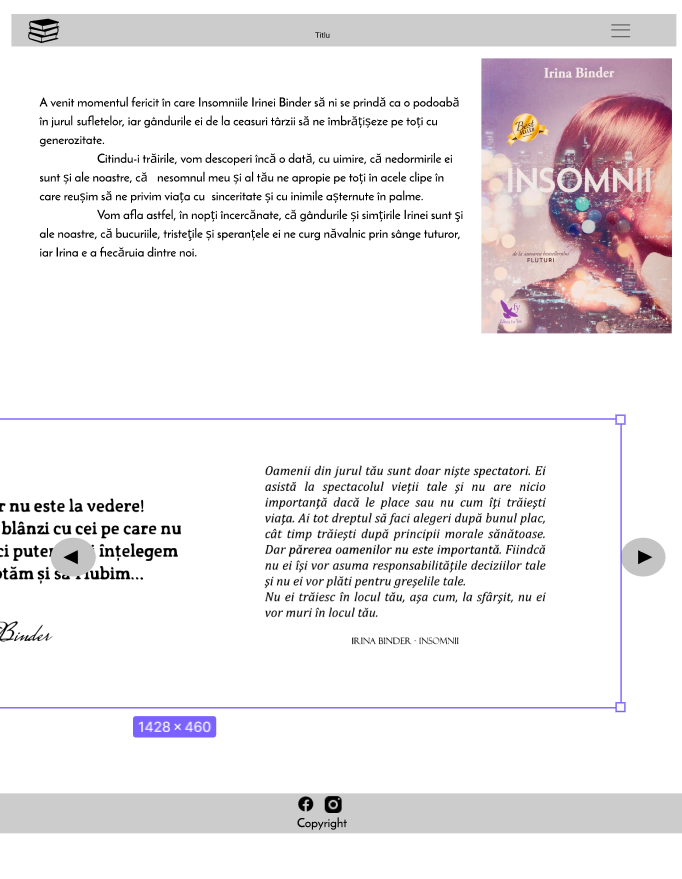 Titlu
A venit momentul fericit în care Insomniile Irinei Binder să ni se prindă ca o podoabă
în jurul sufletelor, iar gândurile ei de la ceasuri târzii să ne îmbrățișeze pe toți cu
generozitate.
Citindu-i trăirile, vom descoperi încă o dată, cu uimire, că nedormirile ei
sunt și ale noastre, că nesomnul meu și al tău ne apropie pe toți în acele clipe în
care reușim să ne privim viața cu sinceritate și cu inimile așternute în palme.
Vom afla astfel, în nopți încercănate, că gândurile și simțirile Irinei sunt și
ale noastre, că bucuriile, tristețile și speranțele ei ne curg năvalnic prin sânge tuturor,
iar Irina e a fiecăruia dintre noi.
Irina Binder
Best
seller
INSOMNII
de la autoarea bestsellerului
FLUTURI
r nu este la vedere!
blânzi cu cei pe care nu
înțelegem
iubim...
Binder
Oamenii din jurul tău sunt doar niște spectatori. Ei
asistă la spectacolul vieții tale și nu are nicio
importanță dacă le place sau nu cum îți trăiești
viața. Ai tot dreptul să faci alegeri după bunul plac,
cât timp trăiești după principii morale sănătoase.
Dar părerea oamenilor nu este importantă. Fiindcă
nu ei își vor asuma responsabilitățile deciziilor tale
și nu ei vor plăti pentru greșelile tale.
Nu ei trăiesc în locul tău, așa cum, la sfârșit, nu ei
vor muri în locul tău.
IRINA BINDER - INSOMNII
1428 × 460
Copyright